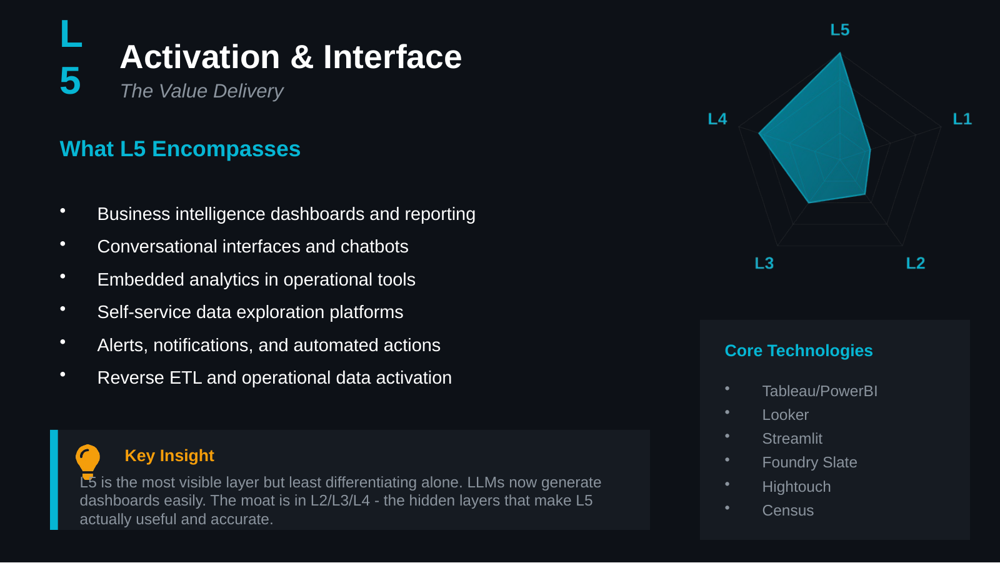 L
5
Activation & Interface
The Value Delivery
What L5 Encompasses
• Business intelligence dashboards and reporting
• Conversational interfaces and chatbots
• Embedded analytics in operational tools
• Self-service data exploration platforms
• Alerts, notifications, and automated actions
• Reverse ETL and operational data activation
Key Insight
L5 is the most visible layer but least differentiating alone. LLMs now generate
dashboards easily. The moat is in L2/L3/L4 - the hidden layers that make L5
actually useful and accurate.
L5
L4
L1
L3
L2
Core Technologies
• Tableau/PowerBI
• Looker
• Streamlit
• Foundry Slate
• Hightouch
• Census